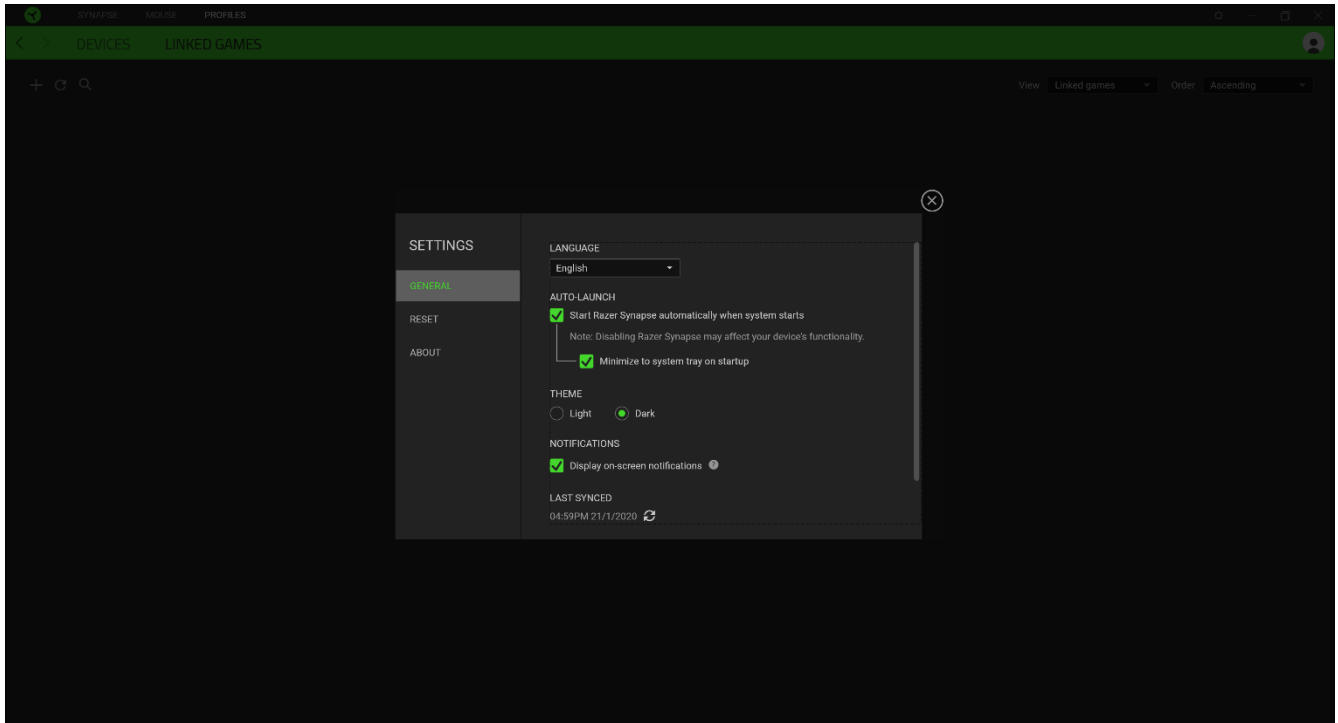 SYNAPSE MOUSE PROFILES
DEVICES LINKED GAMES
View Linked games Order Ascending
SETTINGS
GENERAL
RESET
ABOUT
LANGUAGE
English
AUTO-LAUNCH
Start Razer Synapse automatically when system starts
Note: Disabling Razer Synapse may affect your device's functionality.
Minimize to system tray on startup
THEME
Light Dark
NOTIFICATIONS
Display on-screen notifications ?
LAST SYNCED
04:59PM 21/1/2020